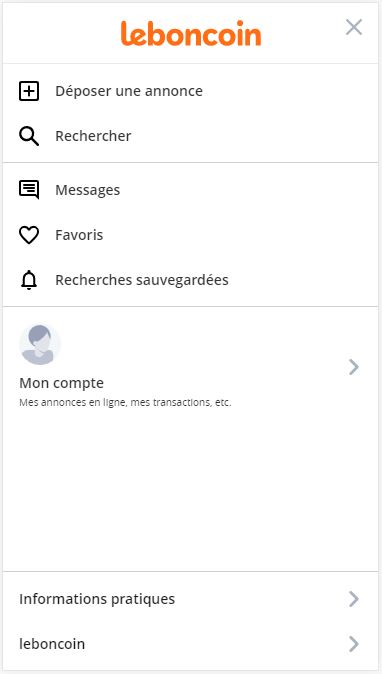 leboncoin
Déposer une annonce
Rechercher
Messages
Favoris
Recherches sauvegardées
Mon compte
Mes annonces en ligne, mes transactions, etc.
Informations pratiques
leboncoin